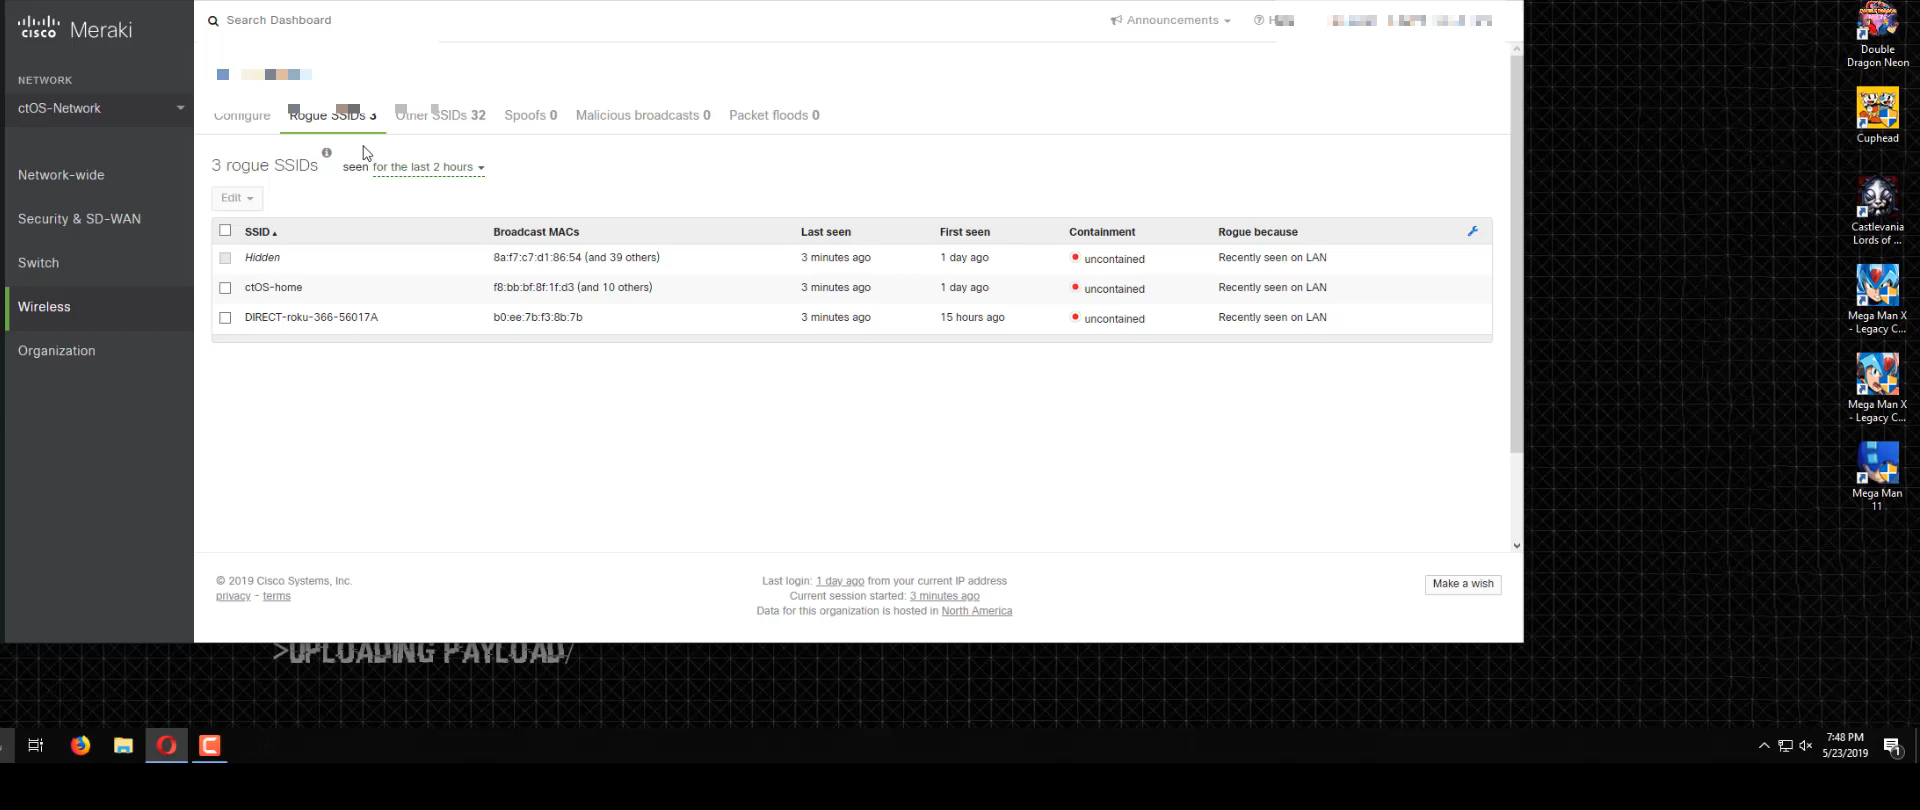 cisco Meraki
Search Dashboard
Announcements
NETWORK
ctOS-Network
Network-wide
Security & SD-WAN
Switch
Wireless
Organization
Configure
Rogue SSIDs 3
Other SSIDs 32
Spoofs 0
Malicious broadcasts 0
Packet floods 0
3 rogue SSIDs i seen for the last 2 hours
Edit
SSID Broadcast MACs Last seen First seen Containment Rogue because
Hidden 8a:f7:c7:d1:86:54 (and 39 others) 3 minutes ago 1 day ago uncontained Recently seen on LAN
ctOS-home f8:bb:bf:8f:1f:d3 (and 10 others) 3 minutes ago 1 day ago uncontained Recently seen on LAN
DIRECT-roku-366-56017A b0:ee:7b:f3:8b:7b 3 minutes ago 15 hours ago uncontained Recently seen on LAN
© 2019 Cisco Systems, Inc.
privacy - terms
Last login: 1 day ago from your current IP address
Current session started: 3 minutes ago
Data for this organization is hosted in North America
Make a wish
>UPLOADING PAYLOAD/
Double
Dragon Neon
Cuphead
Castlevania
Lords of ...
Mega Man X
- Legacy C...
Mega Man X
- Legacy C...
Mega Man
11
7:48 PM
5/23/2019
1